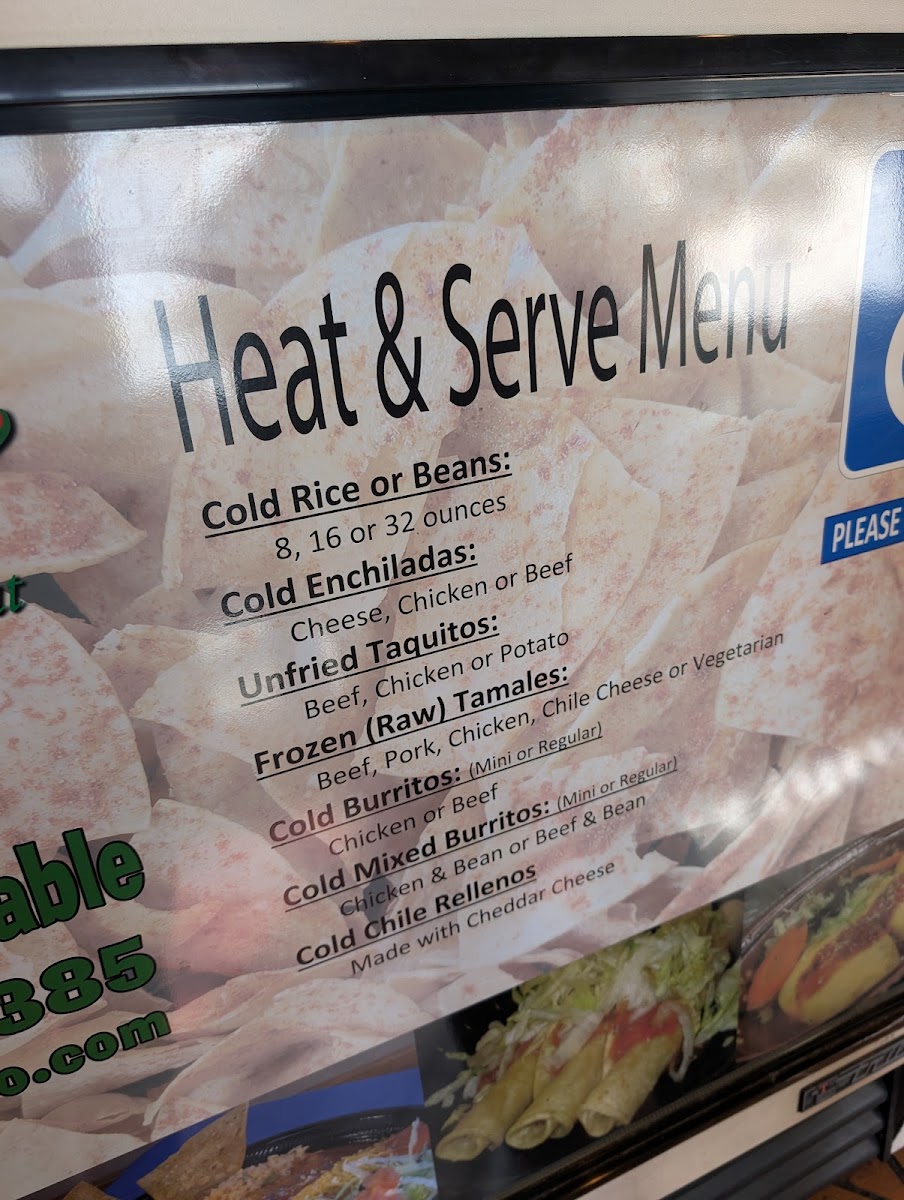 Heat & Serve Menu
Cold Rice or Beans:
8, 16 or 32 ounces
Cold Enchiladas:
Cheese, Chicken or Beef
Unfried Taquitos:
Beef, Chicken or Potato
Frozen (Raw) Tamales:
Beef, Pork, Chicken, Chile Cheese or Vegetarian
Cold Burritos: (Mini or Regular)
Chicken or Beef
Cold Mixed Burritos: (Mini or Regular)
Chicken & Bean or Beef & Bean
Cold Chile Rellenos
Made with Cheddar Cheese
PLEASE
able
385
o.com